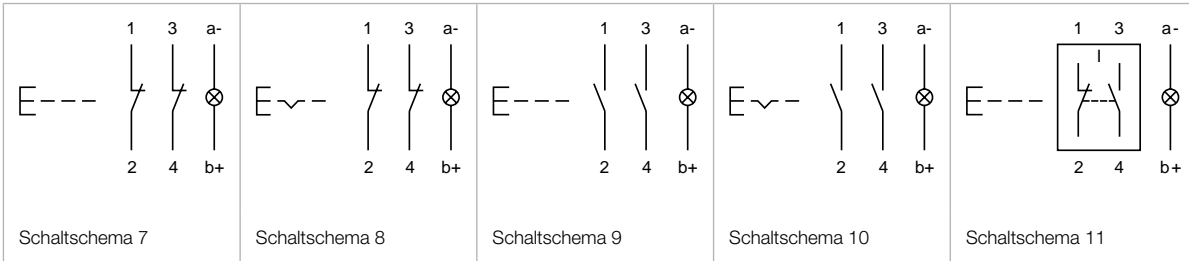 1 3 a-
2 4 b+
Schaltschema 7
1 3 a-
2 4 b+
Schaltschema 8
1 3 a-
2 4 b+
Schaltschema 9
1 3 a-
2 4 b+
Schaltschema 10
1 3 a-
2 4 b+
Schaltschema 11